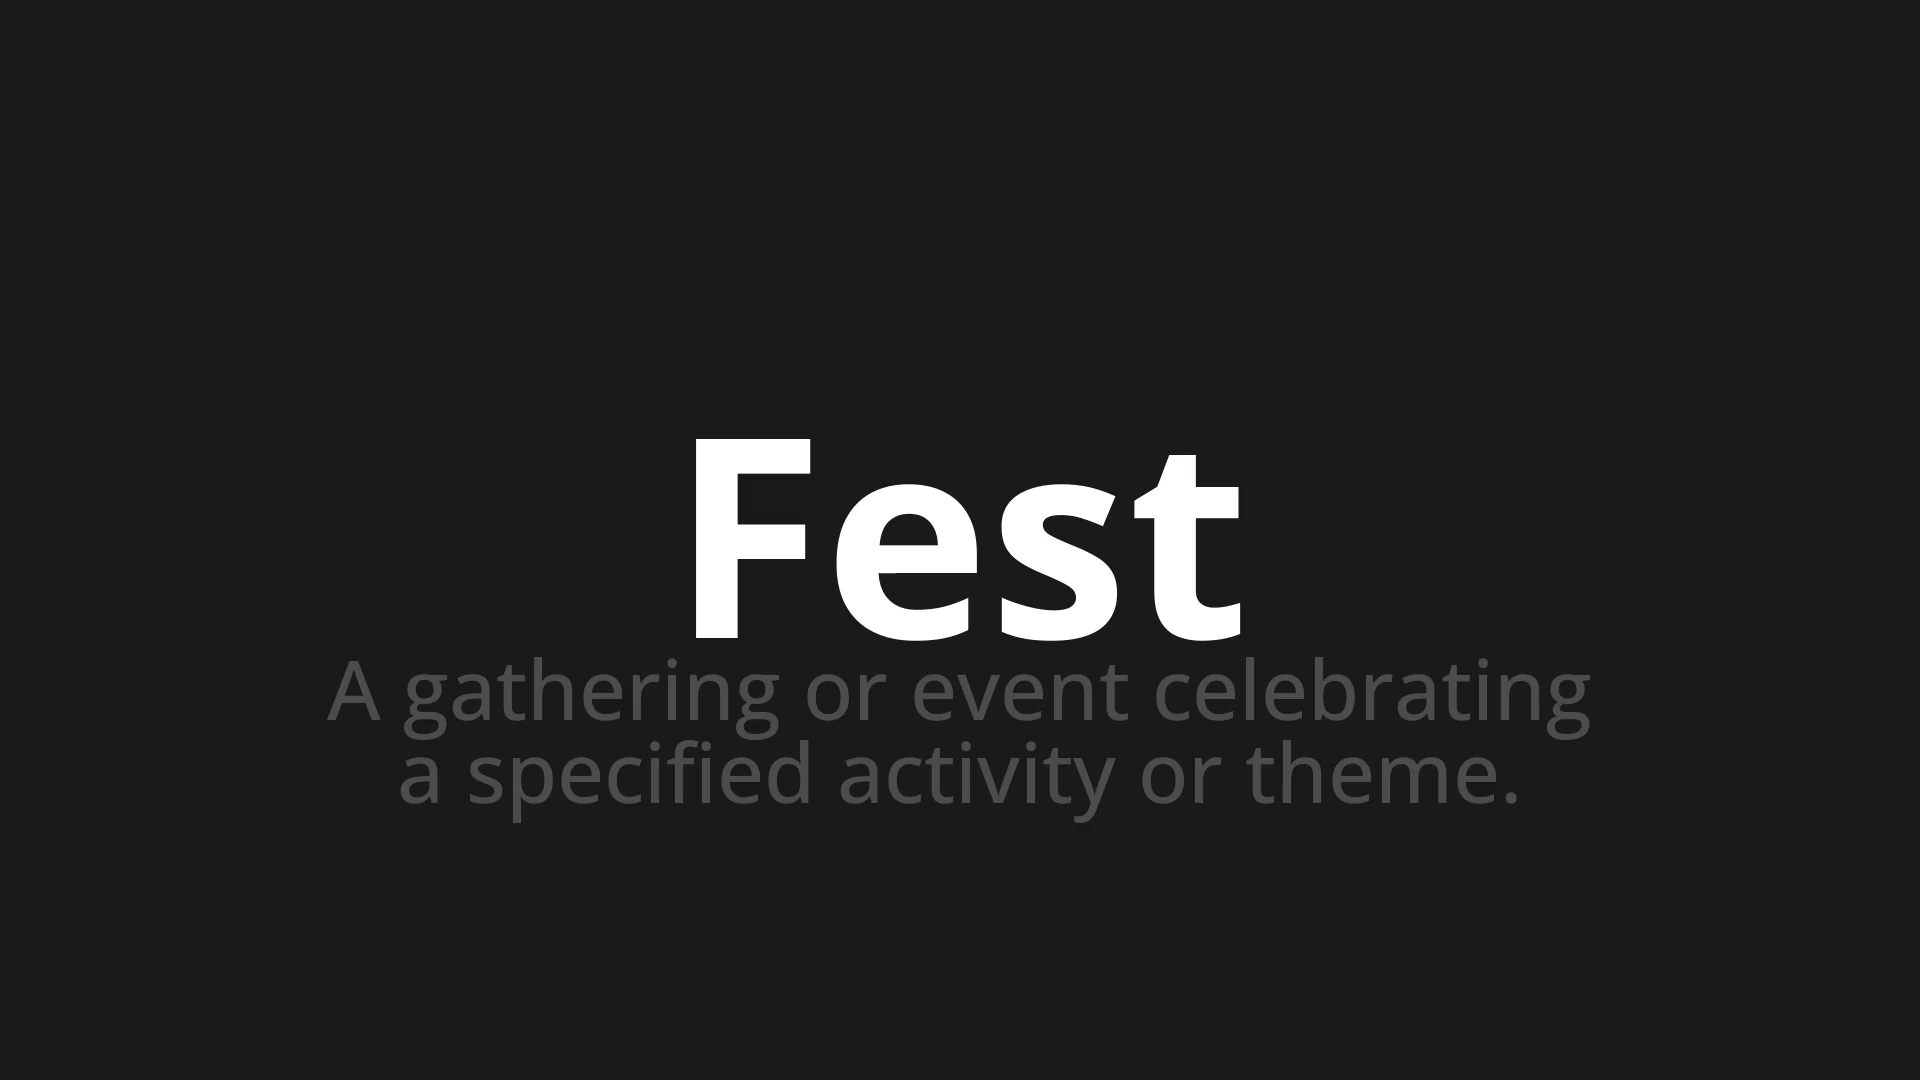 Fest
A gathering or event celebrating
a specified activity or theme.